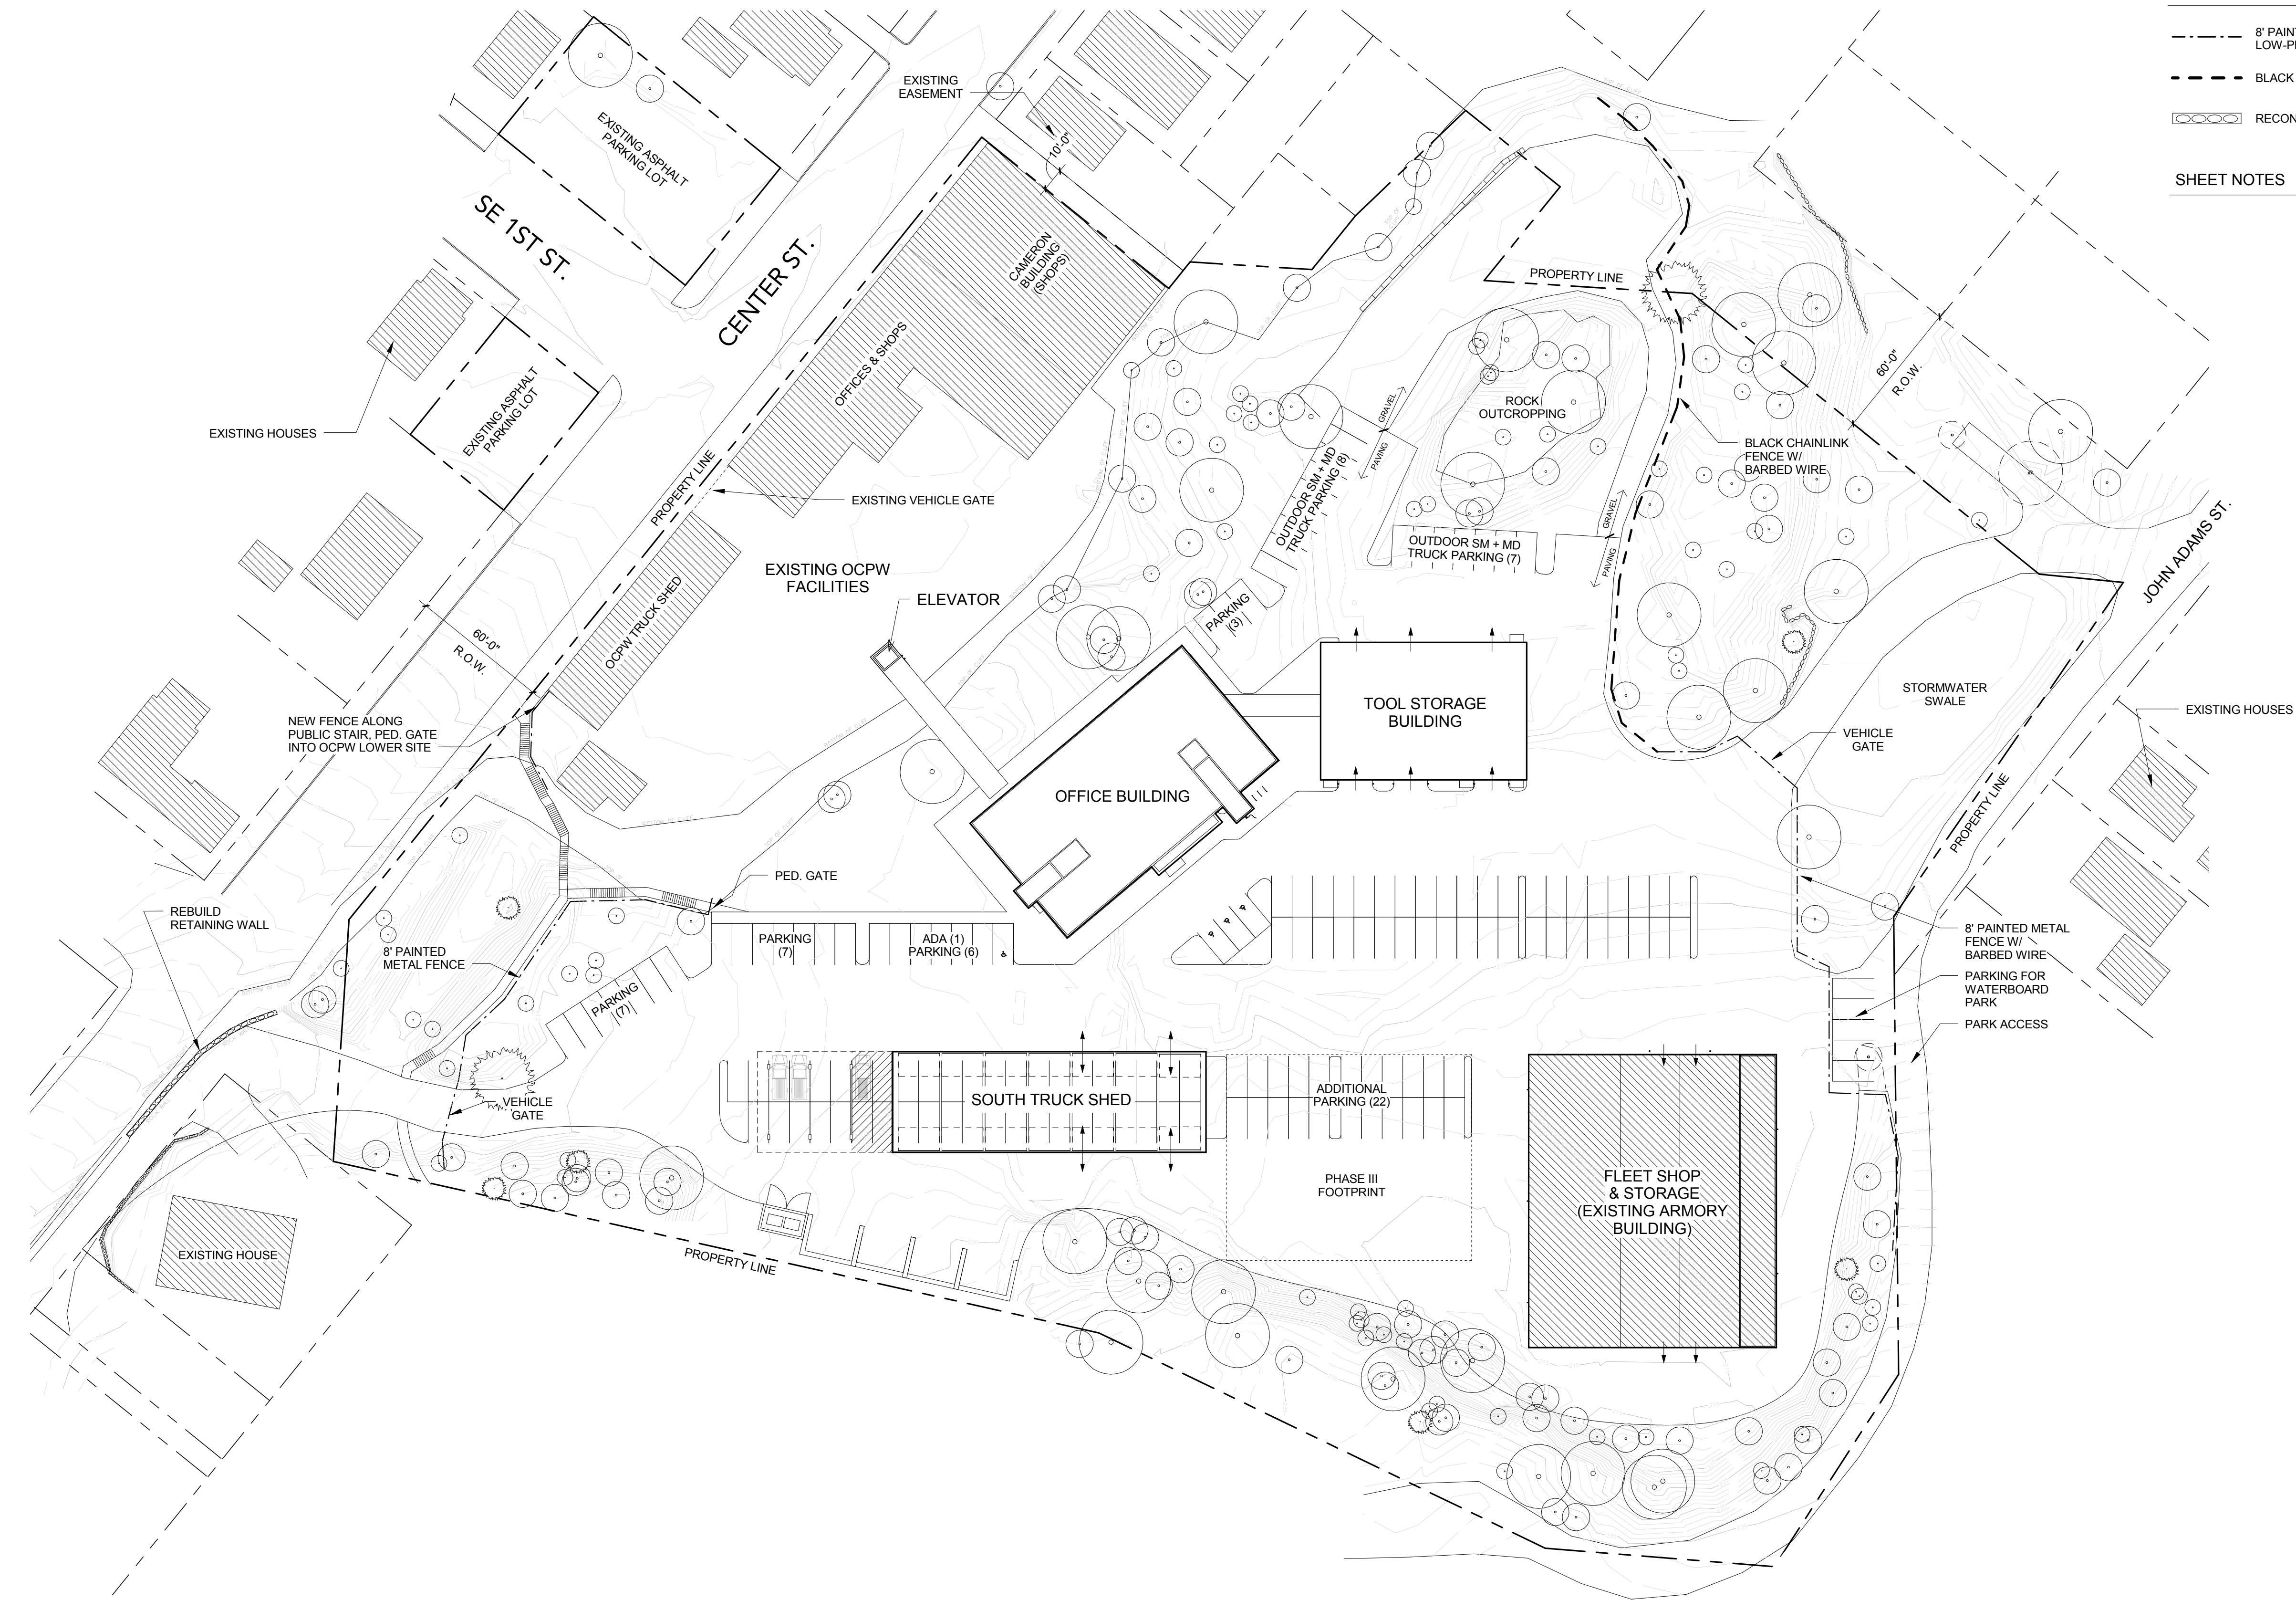 8' PAIN
LOW-P
BLACK
RECON
SHEET NOTES
EXISTING
EASEMENT
10'-0"
EXISTING ASPHALT
PARKING LOT
SE 1ST ST.
CENTER ST.
CAMERON
BUILDING
(SHOPS)
OFFICES & SHOPS
PROPERTY LINE
EXISTING HOUSES
EXISTING ASPHALT
PARKING LOT
PROPERTY LINE
EXISTING VEHICLE GATE
GRAVEL
PAVING
ROCK
OUTCROPPING
OUTDOOR SM + MD
TRUCK PARKING (8)
OUTDOOR SM + MD
TRUCK PARKING (7)
GRAVEL
PAVING
BLACK CHAINLINK
FENCE W/
BARBED WIRE
60'-0"
R.O.W.
JOHN ADAMS ST.
EXISTING OCPW
FACILITIES
ELEVATOR
OCPW TRUCK SHED
PARKING
(3)
60'-0"
R.O.W.
NEW FENCE ALONG
PUBLIC STAIR, PED. GATE
INTO OCPW LOWER SITE
TOOL STORAGE
BUILDING
STORMWATER
SWALE
EXISTING HOUSES
VEHICLE
GATE
OFFICE BUILDING
PROPERTY LINE
PED. GATE
REBUILD
RETAINING WALL
8' PAINTED
METAL FENCE
PARKING
(7)
ADA (1)
PARKING (6)
PARKING
(7)
8' PAINTED METAL
FENCE W/
BARBED WIRE
PARKING FOR
WATERBOARD
PARK
PARK ACCESS
VEHICLE
GATE
SOUTH TRUCK SHED
ADDITIONAL
PARKING (22)
PHASE III
FOOTPRINT
FLEET SHOP
& STORAGE
(EXISTING ARMORY
BUILDING)
EXISTING HOUSE
PROPERTY LINE